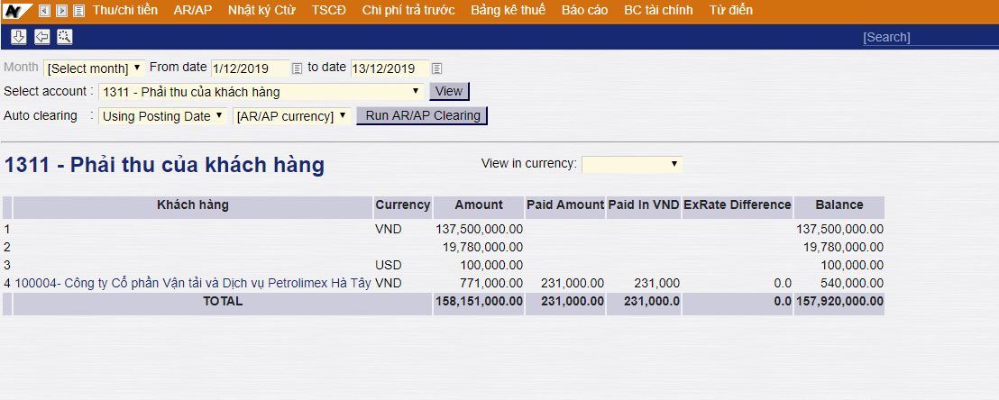 Thu/chi tiền AR/AP Nhật ký Ctừ TSCĐ Chi phí trả trước Bảng kê thuế Báo cáo BC tài chính Từ điển
[Search]
Month [Select month] From date 1/12/2019 to date 13/12/2019
Select account : 1311 - Phải thu của khách hàng View
Auto clearing : Using Posting Date [AR/AP currency] Run AR/AP Clearing
1311 - Phải thu của khách hàng View in currency:
Khách hàng Currency Amount Paid Amount Paid In VND ExRate Difference Balance
1 VND 137,500,000.00 137,500,000.00
2 19,780,000.00 19,780,000.00
3 USD 100,000.00 100,000.00
4 100004- Công ty Cổ phần Vận tải và Dịch vụ Petrolimex Hà Tây VND 771,000.00 231,000.00 231,000 0.0 540,000.00
TOTAL 158,151,000.00 231,000.00 231,000.0 0.0 157,920,000.00